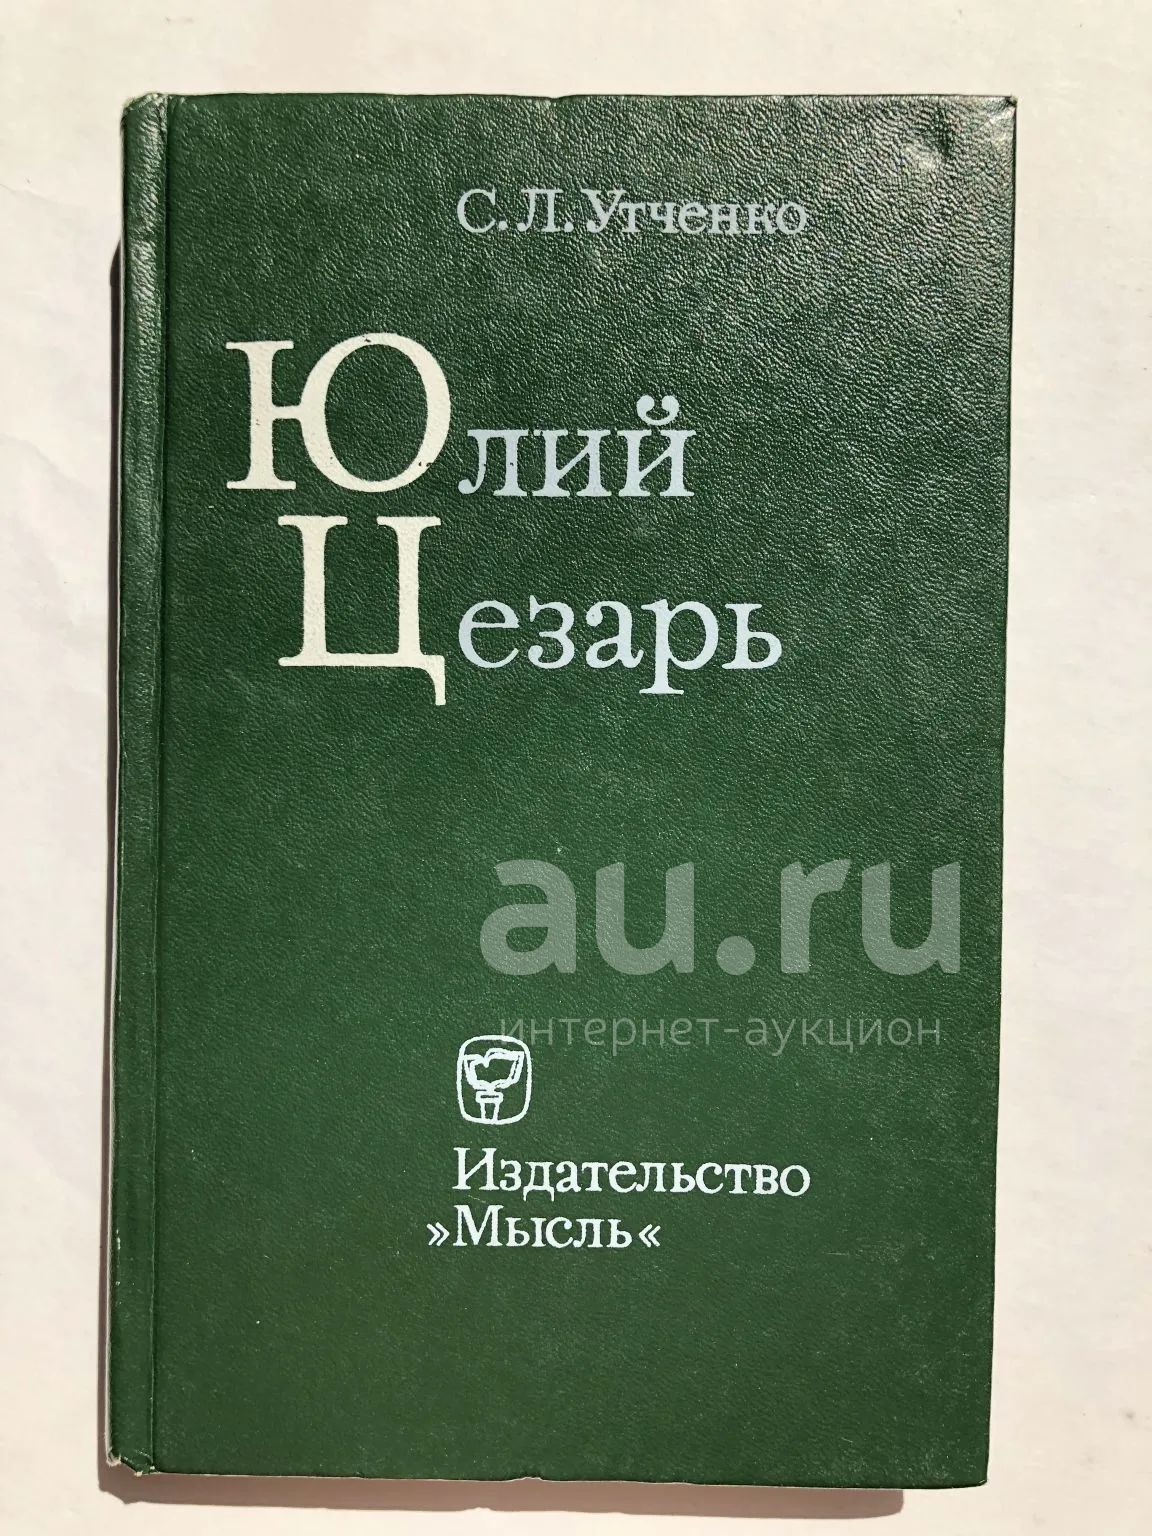 С. Л. Утченко
Юлий
Цезарь
au.ru
интернет-аукцион
Издательство
»Мысль«